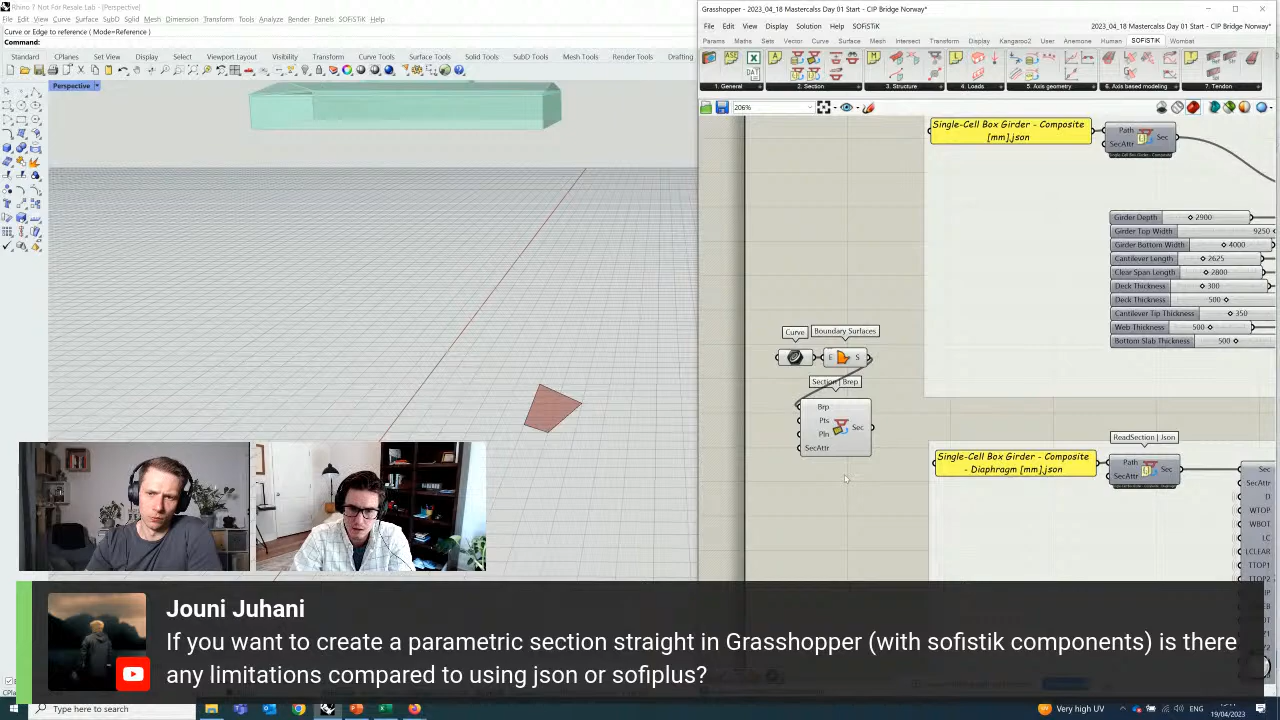 Rhino 7 Not For Resale Lab - [Perspective]
File Edit View Curve Surface SubD Solid Mesh Dimension Transform Tools Analyze Render Panels SOFiSTiK Help
Curve or Edge to reference ( Mode=Reference )
Command:
Standard CPlanes Set View Display Select Viewport Layout Visibility Transform Curve Tools Surface Tools Solid Tools SubD Tools Mesh Tools Render Tools Drafting
Perspective
Grasshopper - 2023_04_18 Mastercalss Day 01 Start - CIP Bridge Norway*
File Edit View Display Solution Help SOFiSTiK
2023_04_18 Mastercalss Day 01 Start - CIP Bridge Norway*
Params Maths Sets Vector Curve Surface Mesh Intersect Transform Display Kangaroo2 User Anemone Human SOFiSTiK Wombat
1. General 2. Section 3. Structure 4. Loads 5. Axis geometry 6. Axis based modeling 7. Tendon
206%
Single-Cell Box Girder - Composite
[mm].json
Path
SecAttr
Sec
Girder Depth 2900
Girder Top Width 9250
Girder Bottom Width 4000
Cantilever Length 2625
Clear Span Length 2800
Deck Thickness 300
Deck Thickness 500
Cantilever Tip Thickness 350
Web Thickness 500
Bottom Slab Thickness 500
Curve Boundary Surfaces
E S
Section | Brep
Brp
Pts
Pln
SecAttr
Sec
ReadSection | Json
Single-Cell Box Girder - Composite
- Diaphragm [mm].json
Path
SecAttr
Sec
Sec
SecAttr
D
WTOP
WBOT
LC
LCLEAR
TTOP1
TTOP2
Jouni Juhani
If you want to create a parametric section straight in Grasshopper (with sofistik components) is there
any limitations compared to using json or sofiplus?
Type here to search
Very high UV
19/04/2023